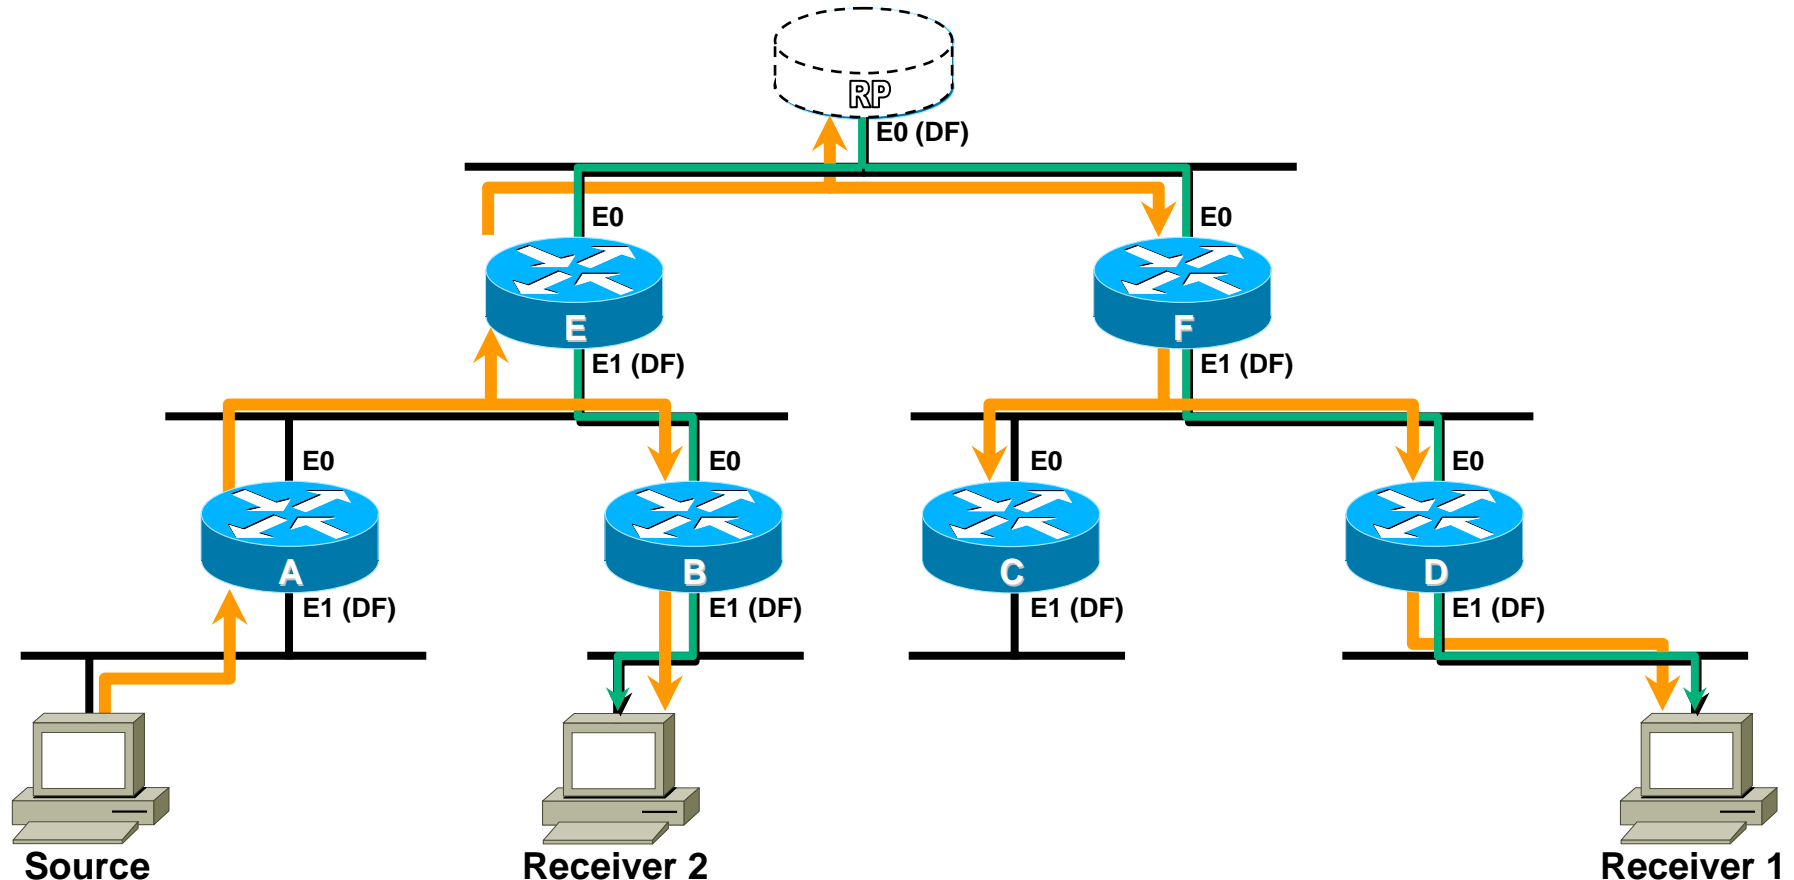 RP
E0 (DF)
E0
E0
E
F
E1 (DF)
E1 (DF)
E0
E0
E0
E0
A
B
C
D
E1 (DF)
E1 (DF)
E1 (DF)
E1 (DF)
Source
Receiver 2
Receiver 1